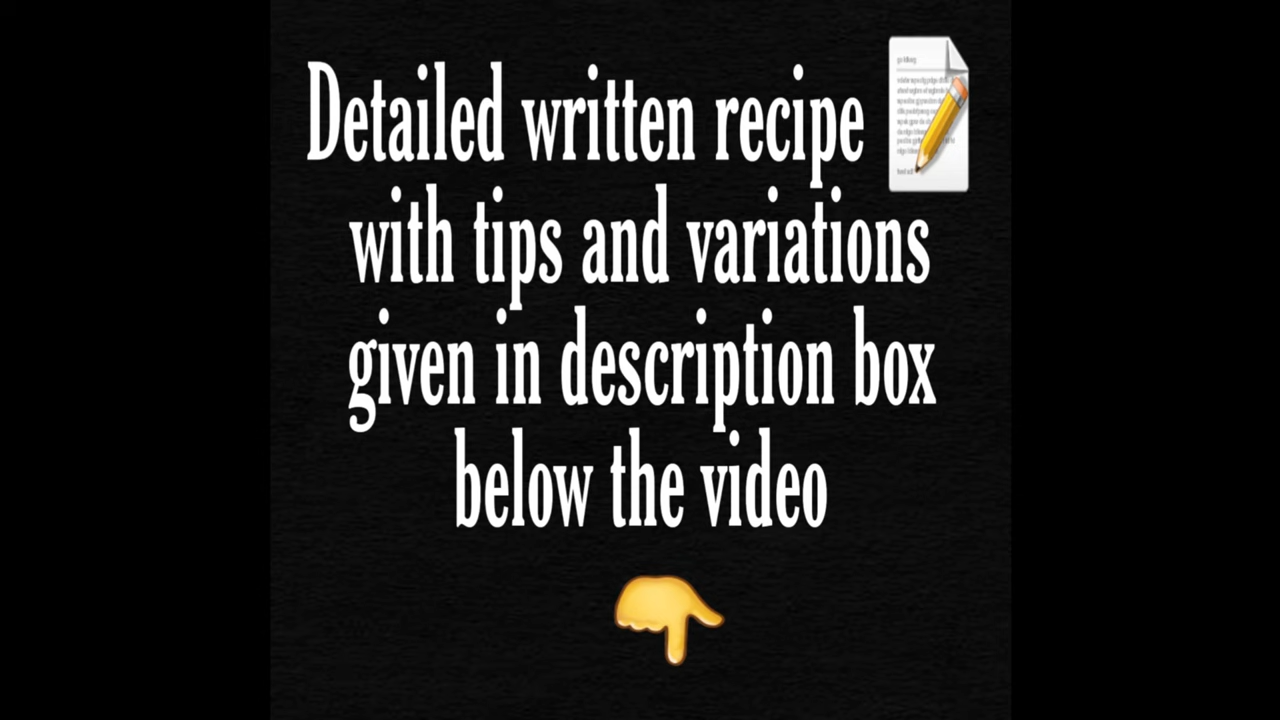 Detailed written recipe
with tips and variations
given in description box
below the video